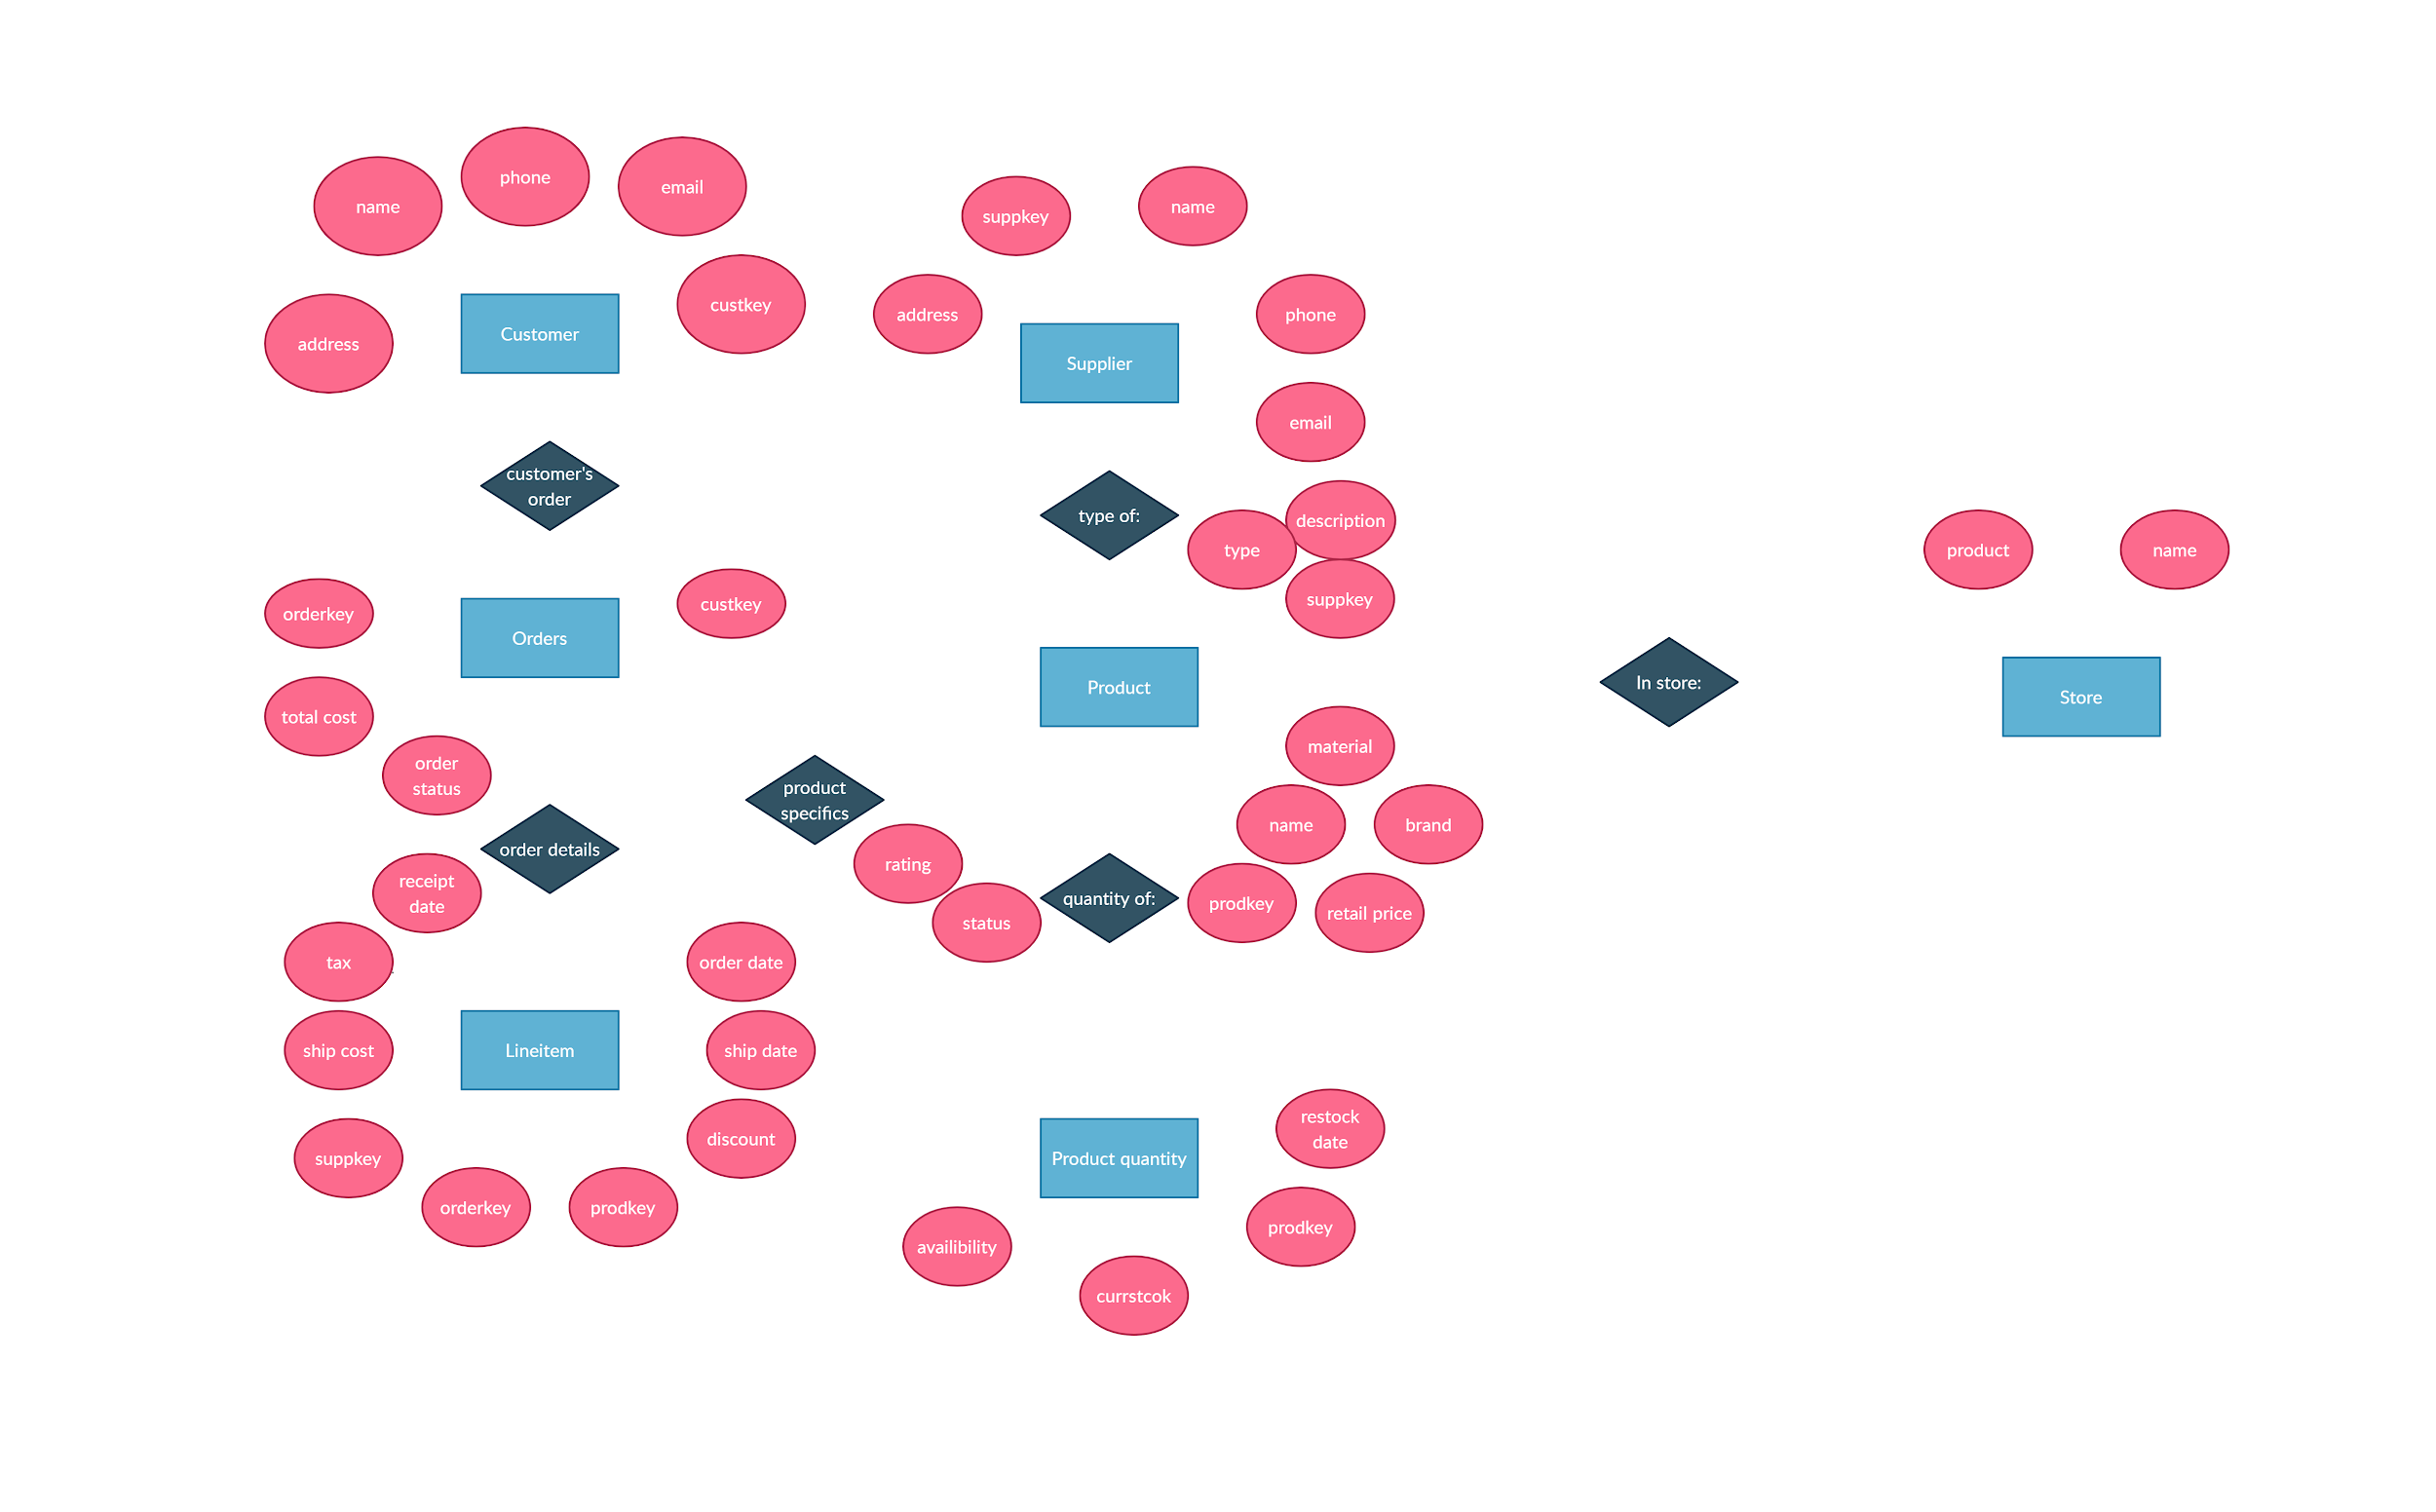 name
phone
email
custkey
address
Customer
customer's
order
suppkey
name
address
phone
Supplier
email
type of:
description
type
suppkey
product
name
orderkey
Orders
custkey
total cost
order
status
Product
In store:
Store
material
product
specifics
name
brand
order details
rating
receipt
date
status
quantity of:
prodkey
retail price
tax
order date
ship cost
Lineitem
ship date
suppkey
discount
orderkey
prodkey
Product quantity
restock
date
prodkey
availibility
currstcok